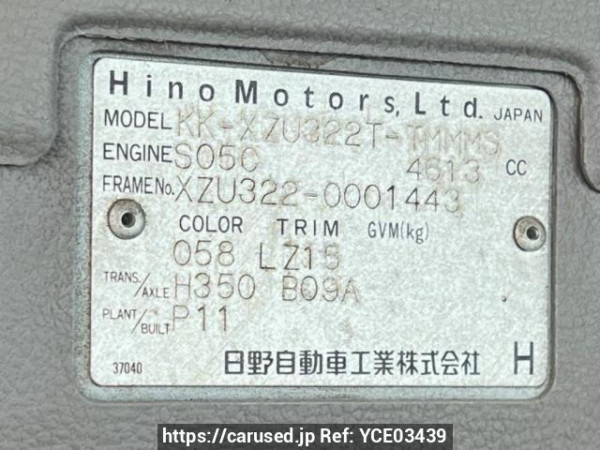 Hino Motors, Ltd. JAPAN
MODEL KK-XZU322T-TMMMS
ENGINE S05C 4613 CC
FRAME No. XZU322-0001443
COLOR TRIM GVM(kg)
058 LZ15
TRANS./AXLE H350 B09A
PLANT/BUILT P11
37040 日野自動車工業株式会社 H
https://carused.jp Ref: YCE03439